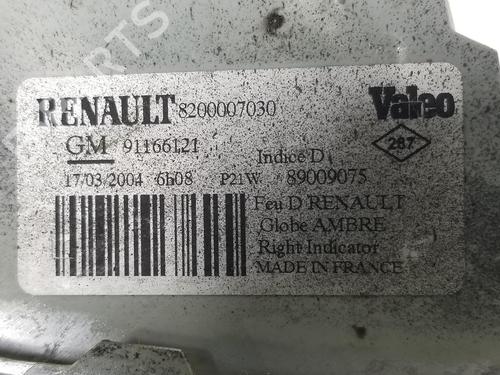 RENAULT 8200007030 Valeo
GM 91166121 Indice D 287
17/03/2004 6h08 P21W 89009075
Feu D RENAULT
Globe AMBRE
Right Indicator
MADE IN FRANCE